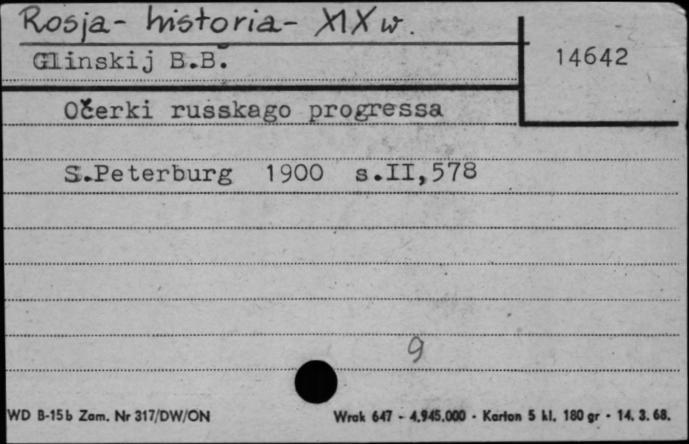 Rosja- historia- XIX w.
Glinskij B.B.
14642
Očerki russkago progressa
S.Peterburg 1900 s.II,578
9
WD B-15b Zam. Nr 317/DW/ON
Wrak 647 - 4.945.000 - Karton 5 kl. 180 gr - 14. 3. 68.